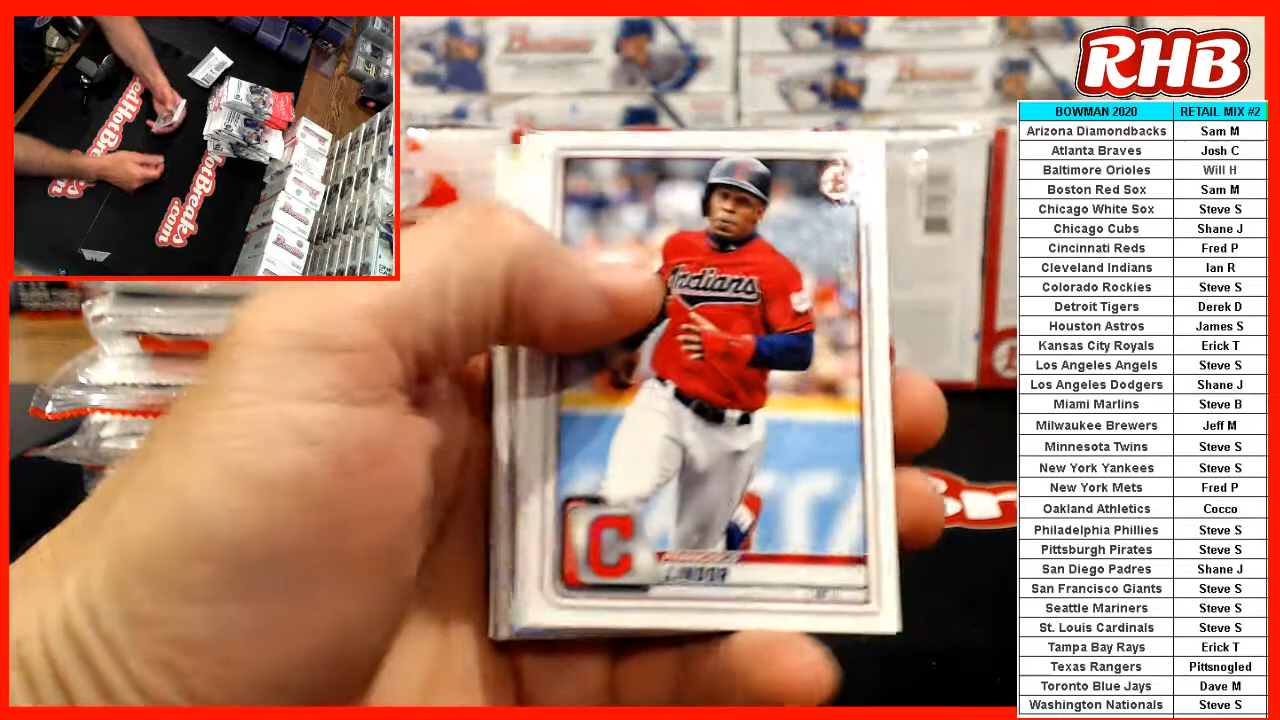 RHB
BOWMAN 2020 RETAIL MIX #2
Arizona Diamondbacks Sam M
Atlanta Braves Josh C
Baltimore Orioles Will H
Boston Red Sox Sam M
Chicago White Sox Steve S
Chicago Cubs Shane J
Cincinnati Reds Fred P
Cleveland Indians Ian R
Colorado Rockies Steve S
Detroit Tigers Derek D
Houston Astros James S
Kansas City Royals Erick T
Los Angeles Angels Steve S
Los Angeles Dodgers Shane J
Miami Marlins Steve B
Milwaukee Brewers Jeff M
Minnesota Twins Steve S
New York Yankees Steve S
New York Mets Fred P
Oakland Athletics Cocco
Philadelphia Phillies Steve S
Pittsburgh Pirates Steve S
San Diego Padres Shane J
San Francisco Giants Steve S
Seattle Mariners Steve S
St. Louis Cardinals Steve S
Tampa Bay Rays Erick T
Texas Rangers Pittsnogled
Toronto Blue Jays Dave M
Washington Nationals Steve S
RedHotBreaks
.com
Bowman
Indians
C
LINDOR